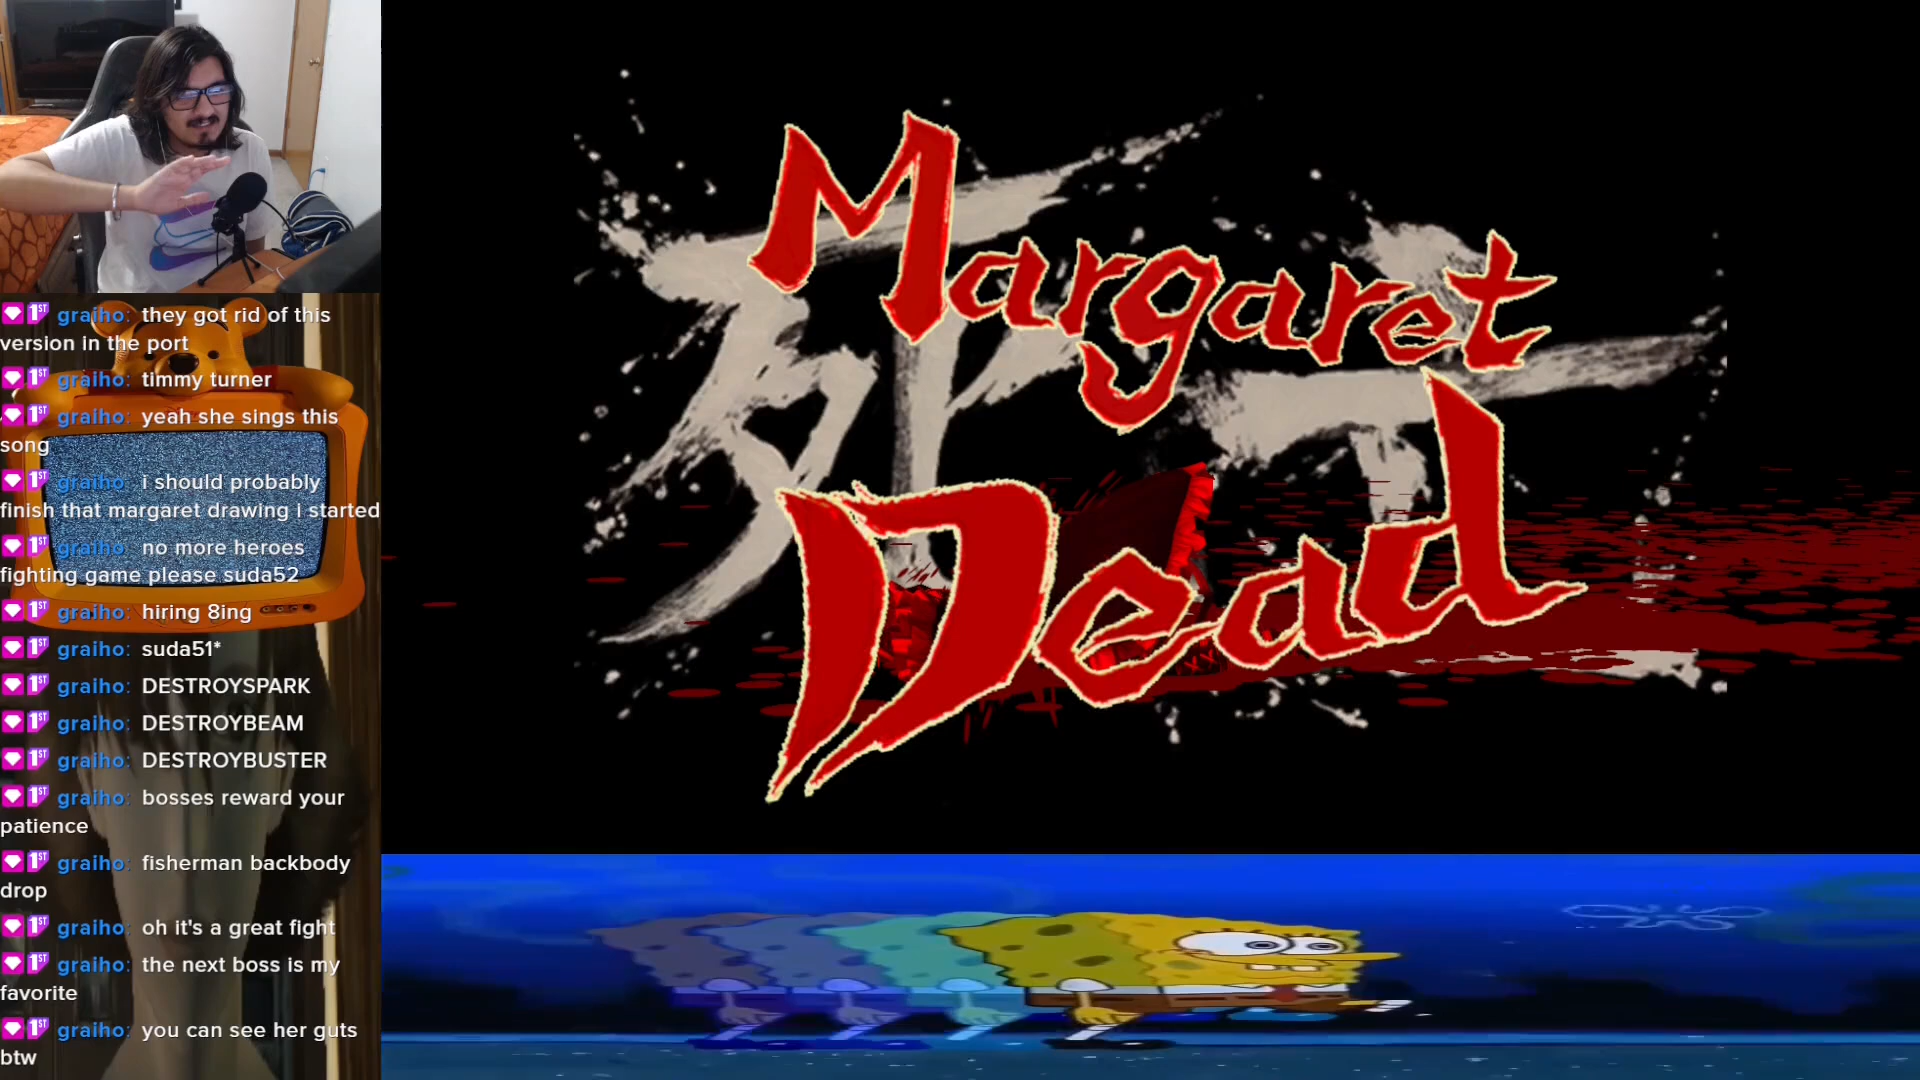 graiho: they got rid of this
version in the port
graiho: timmy turner
graiho: yeah she sings this
song
graiho: i should probably
finish that margaret drawing i started
graiho: no more heroes
fighting game please suda52
graiho: hiring 8ing
graiho: suda51*
graiho: DESTROYSPARK
graiho: DESTROYBEAM
graiho: DESTROYBUSTER
graiho: bosses reward your
patience
graiho: fisherman backbody
drop
graiho: oh it's a great fight
graiho: the next boss is my
favorite
graiho: you can see her guts
btw
Margaret
Dead
死亡